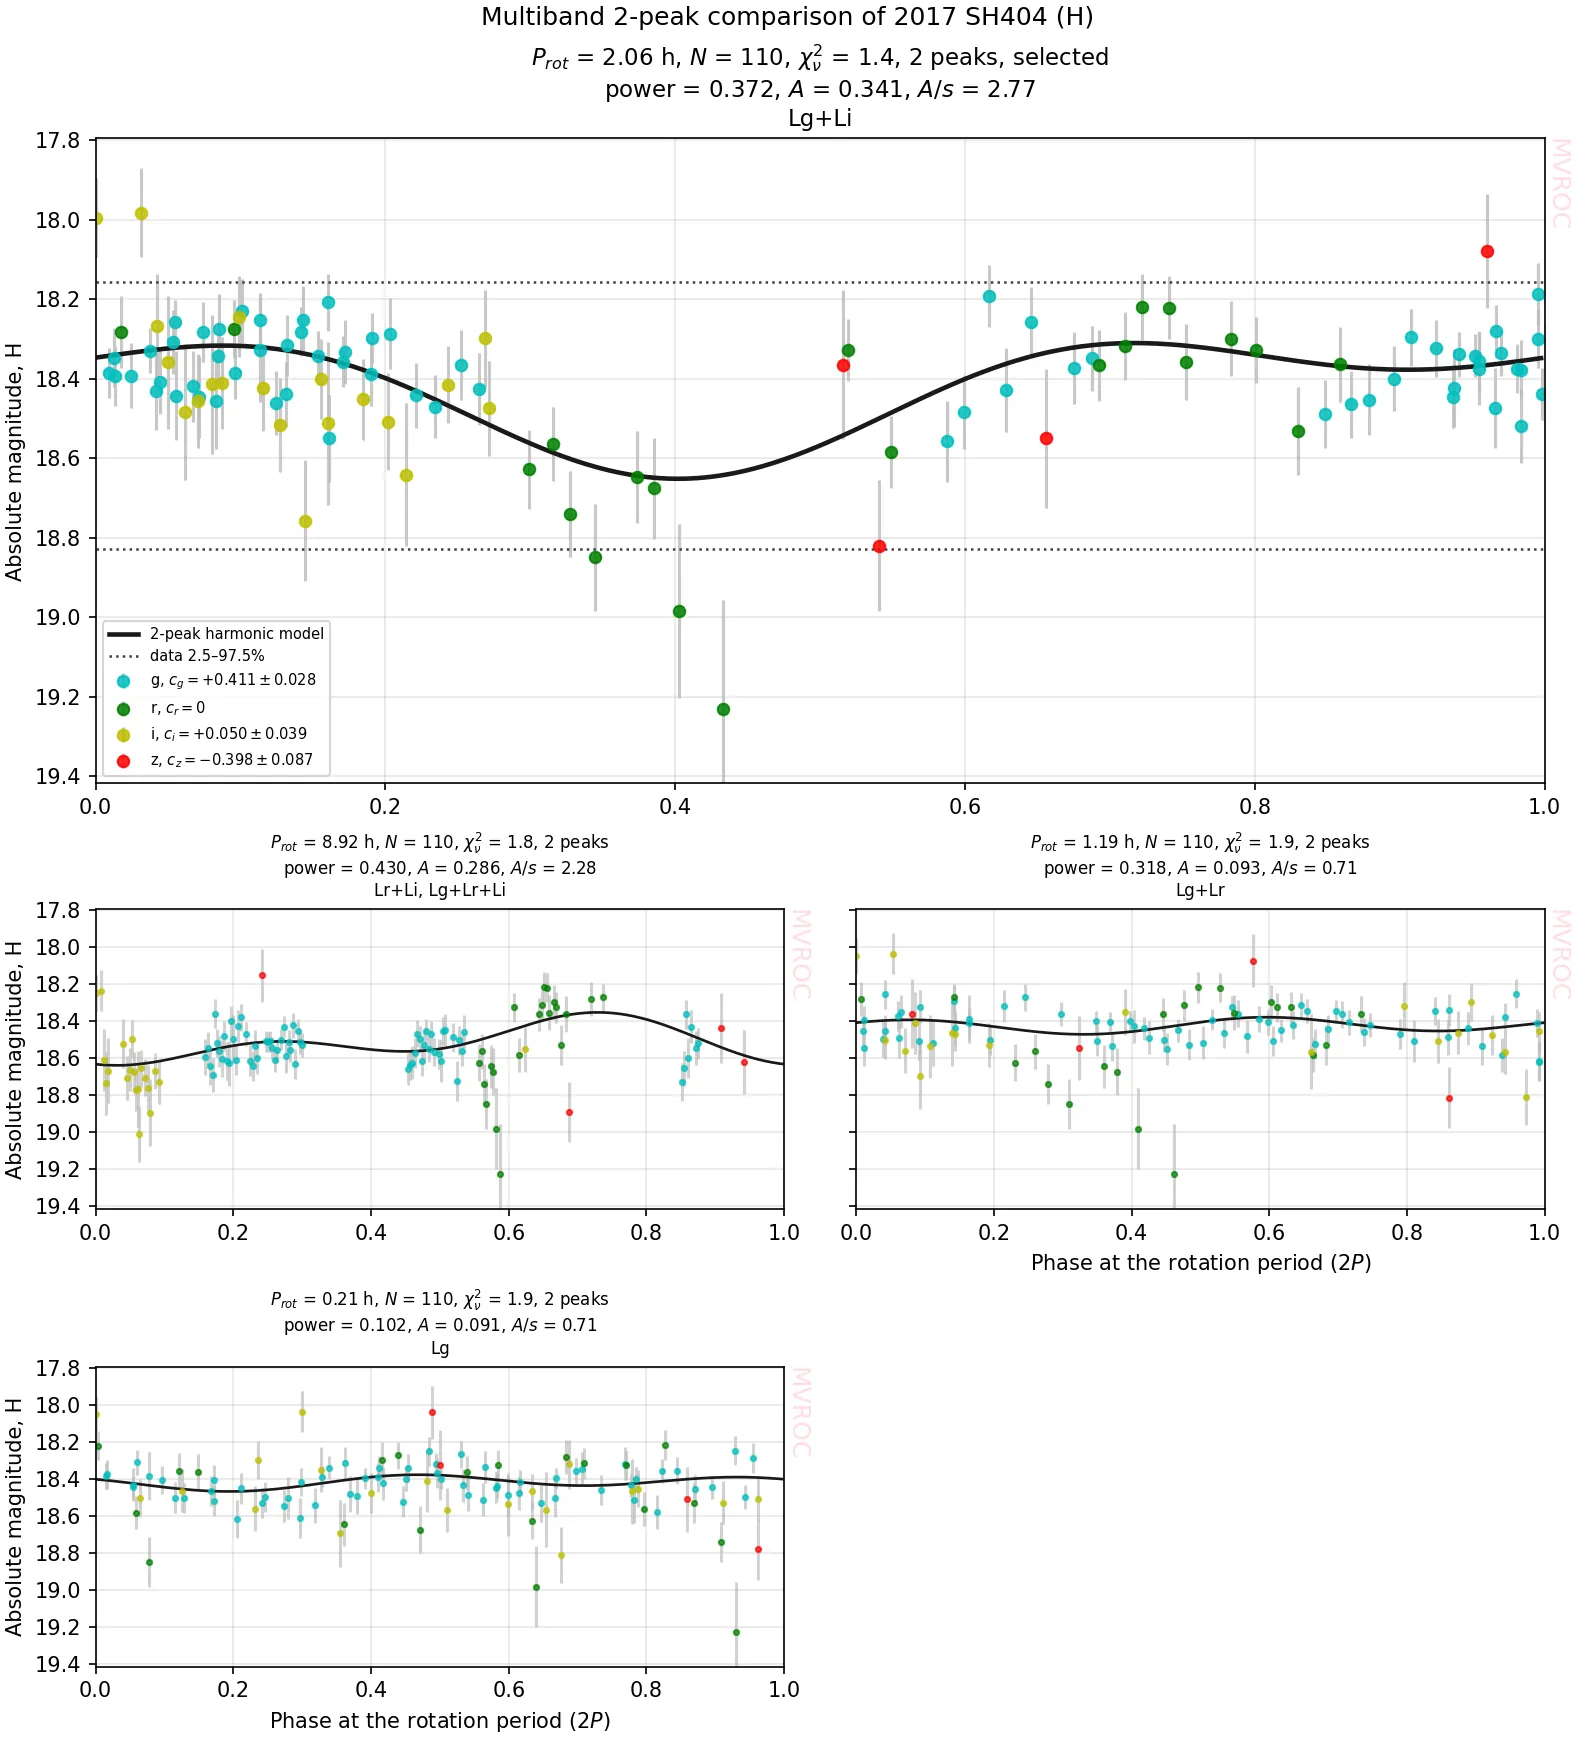 Multiband 2-peak comparison of 2017 SH404 (H)
P_rot = 2.06 h, N = 110, χ²_ν = 1.4, 2 peaks, selected
power = 0.372, A = 0.341, A/s = 2.77
Lg+Li
MVROC
Absolute magnitude, H
17.8
18.0
18.2
18.4
18.6
18.8
19.0
19.2
19.4
2-peak harmonic model
data 2.5–97.5%
g, c_g = +0.411 ± 0.028
r, c_r = 0
i, c_i = +0.050 ± 0.039
z, c_z = −0.398 ± 0.087
0.0 0.2 0.4 0.6 0.8 1.0
P_rot = 8.92 h, N = 110, χ²_ν = 1.8, 2 peaks
power = 0.430, A = 0.286, A/s = 2.28
Lr+Li, Lg+Lr+Li
MVROC
Absolute magnitude, H
17.8
18.0
18.2
18.4
18.6
18.8
19.0
19.2
19.4
0.0 0.2 0.4 0.6 0.8 1.0
P_rot = 1.19 h, N = 110, χ²_ν = 1.9, 2 peaks
power = 0.318, A = 0.093, A/s = 0.71
Lg+Lr
MVROC
0.0 0.2 0.4 0.6 0.8 1.0
Phase at the rotation period (2P)
P_rot = 0.21 h, N = 110, χ²_ν = 1.9, 2 peaks
power = 0.102, A = 0.091, A/s = 0.71
Lg
MVROC
Absolute magnitude, H
17.8
18.0
18.2
18.4
18.6
18.8
19.0
19.2
19.4
0.0 0.2 0.4 0.6 0.8 1.0
Phase at the rotation period (2P)